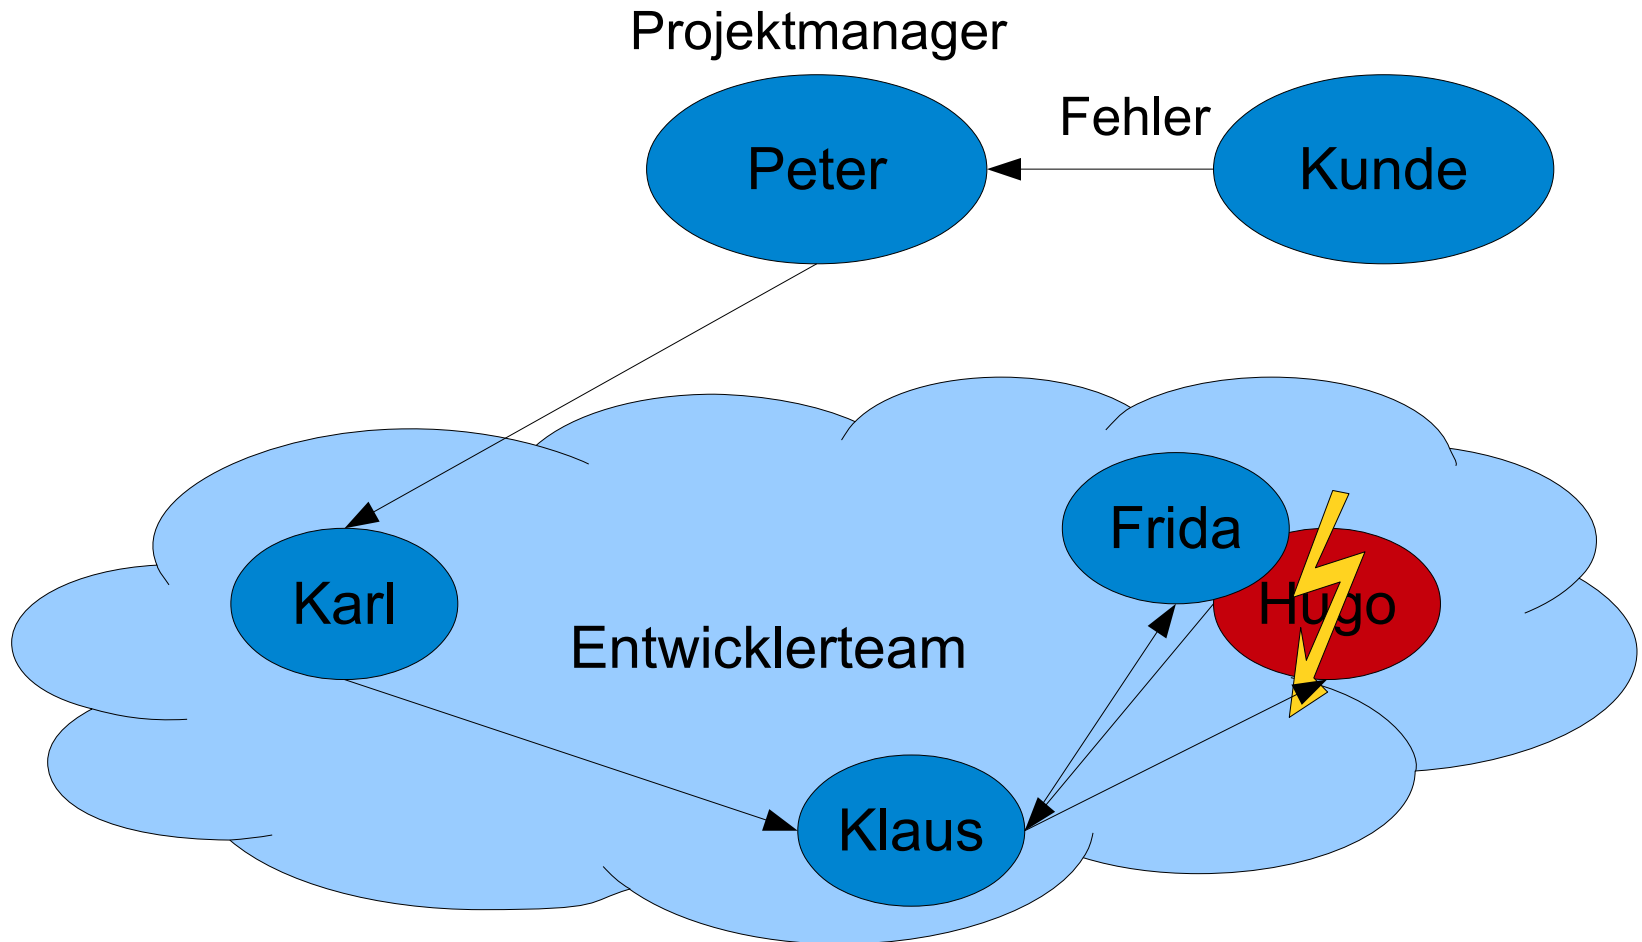 Projektmanager
Fehler
Peter
Kunde
Frida
Hugo
Karl
Entwicklerteam
Klaus